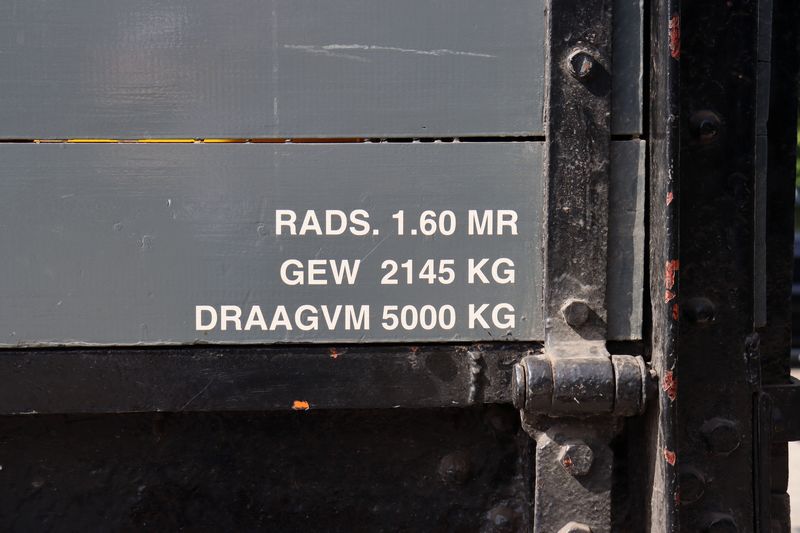 RADS. 1.60 MR
GEW 2145 KG
DRAAGVM 5000 KG